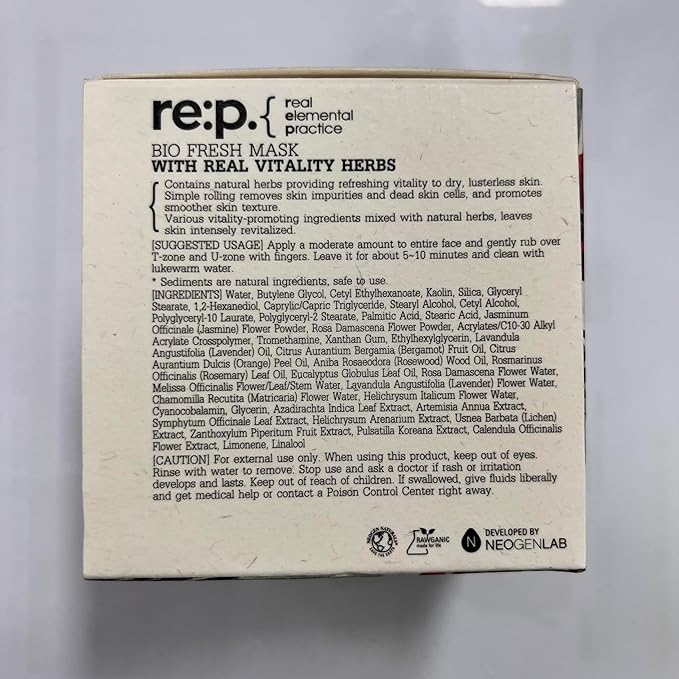 re:p.{ real
elemental
practice
BIO FRESH MASK
WITH REAL VITALITY HERBS
Contains natural herbs providing refreshing vitality to dry, lusterless skin.
Simple rolling removes skin impurities and dead skin cells, and promotes
smoother skin texture.
Various vitality-promoting ingredients mixed with natural herbs, leaves
skin intensely revitalized.
[SUGGESTED USAGE] Apply a moderate amount to entire face and gently rub over
T-zone and U-zone with fingers. Leave it for about 5~10 minutes and clean with
lukewarm water.
* Sediments are natural ingredients, safe to use.
[INGREDIENTS] Water, Butylene Glycol, Cetyl Ethylhexanoate, Kaolin, Silica, Glyceryl
Stearate, 1,2-Hexanediol, Caprylic/Capric Triglyceride, Stearyl Alcohol, Cetyl Alcohol,
Polyglyceryl-10 Laurate, Polyglyceryl-2 Stearate, Palmitic Acid, Stearic Acid, Jasminum
Officinale (Jasmine) Flower Powder, Rosa Damascena Flower Powder, Acrylates/C10-30 Alkyl
Acrylate Crosspolymer, Tromethamine, Xanthan Gum, Ethylhexylglycerin, Lavandula
Angustifolia (Lavender) Oil, Citrus Aurantium Bergamia (Bergamot) Fruit Oil, Citrus
Aurantium Dulcis (Orange) Peel Oil, Aniba Rosaeodora (Rosewood) Wood Oil, Rosmarinus
Officinalis (Rosemary) Leaf Oil, Eucalyptus Globulus Leaf Oil, Rosa Damascena Flower Water,
Melissa Officinalis Flower/Leaf/Stem Water, Lavandula Angustifolia (Lavender) Flower Water,
Chamomilla Recutita (Matricaria) Flower Water, Helichrysum Italicum Flower Water,
Cyanocobalamin, Glycerin, Azadirachta Indica Leaf Extract, Artemisia Annua Extract,
Symphytum Officinale Leaf Extract, Helichrysum Arenarium Extract, Usnea Barbata (Lichen)
Extract, Zanthoxylum Piperitum Fruit Extract, Pulsatilla Koreana Extract, Calendula Officinalis
Flower Extract, Limonene, Linalool
[CAUTION] For external use only. When using this product, keep out of eyes.
Rinse with water to remove. Stop use and ask a doctor if rash or irritation
develops and lasts. Keep out of reach of children. If swallowed, give fluids liberally
and get medical help or contact a Poison Control Center right away.
RAWGANIC
made for life
N
DEVELOPED BY
NEOGENLAB